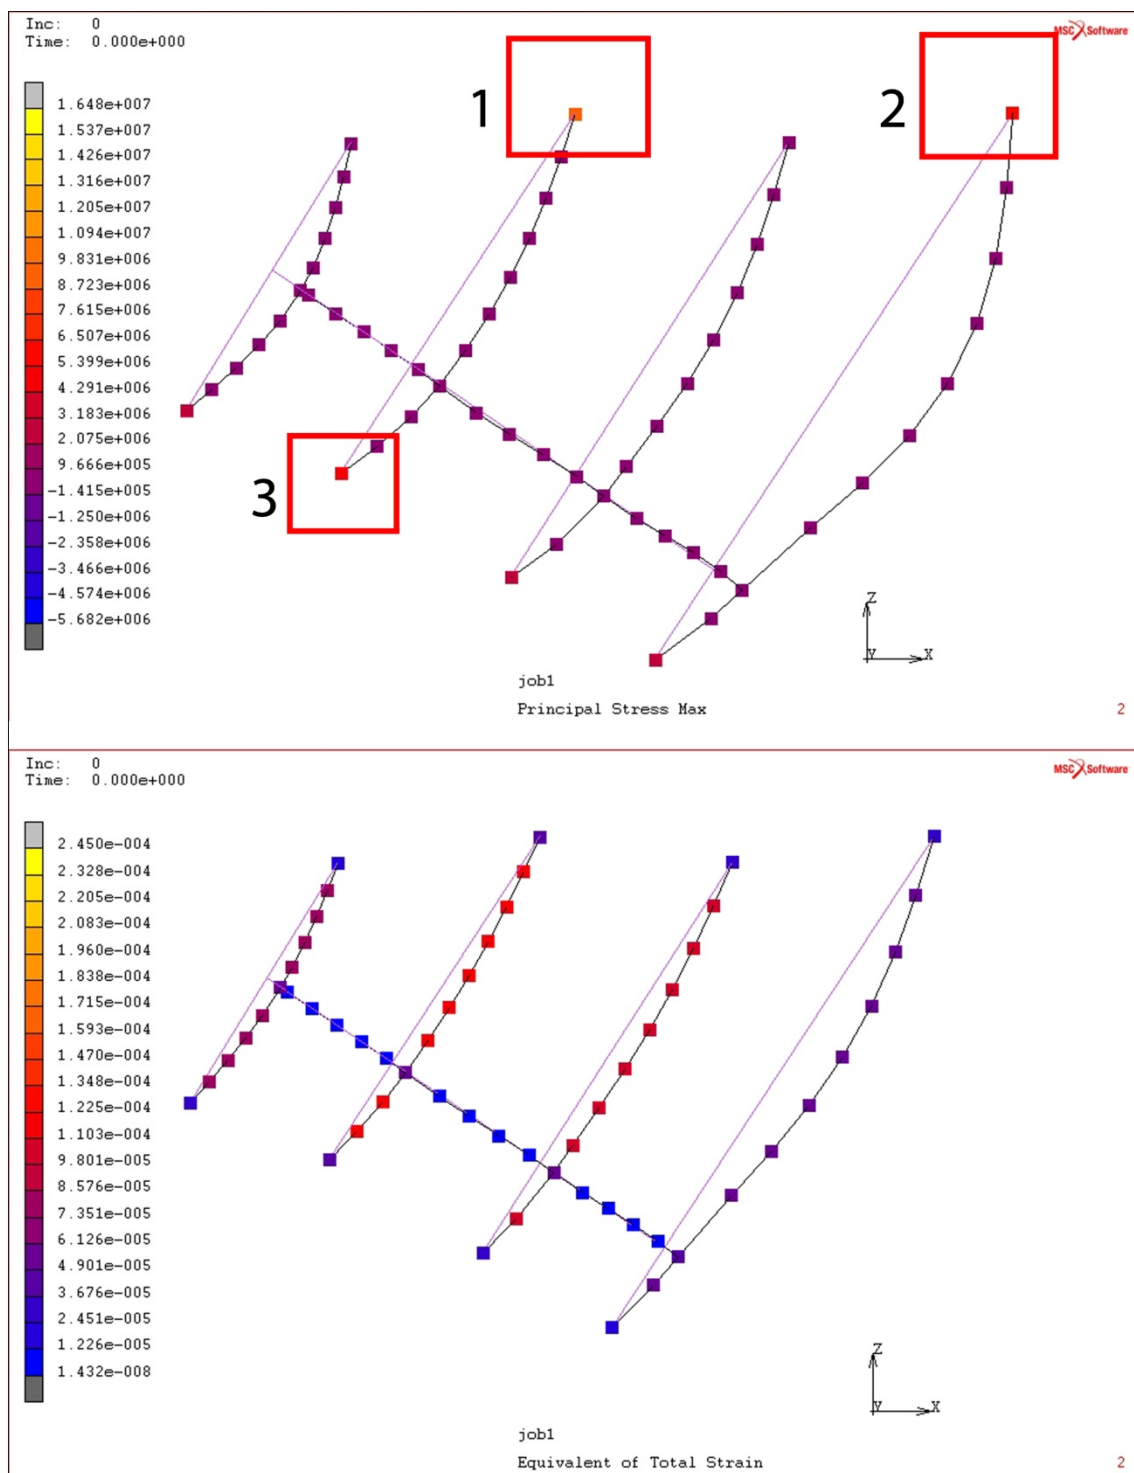 Inc: 0
Time: 0.000e+000
MSC Software
1.648e+007
1.537e+007
1.426e+007
1.316e+007
1.205e+007
1.094e+007
9.831e+006
8.723e+006
7.615e+006
6.507e+006
5.399e+006
4.291e+006
3.183e+006
2.075e+006
9.666e+005
-1.415e+005
-1.250e+006
-2.358e+006
-3.466e+006
-4.574e+006
-5.682e+006
1
2
3
Z
Y
X
job1
Principal Stress Max
2
Inc: 0
Time: 0.000e+000
MSC Software
2.450e-004
2.328e-004
2.205e-004
2.083e-004
1.960e-004
1.838e-004
1.715e-004
1.593e-004
1.470e-004
1.348e-004
1.225e-004
1.103e-004
9.801e-005
8.576e-005
7.351e-005
6.126e-005
4.901e-005
3.676e-005
2.451e-005
1.226e-005
1.432e-008
Z
Y
X
job1
Equivalent of Total Strain
2